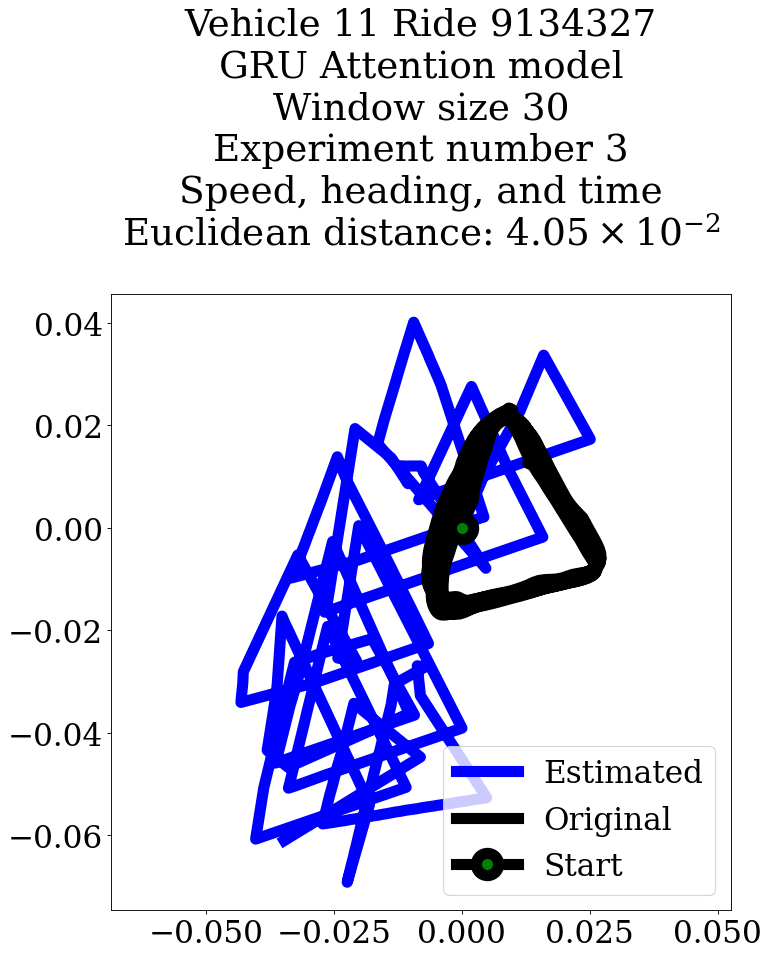 Vehicle 11 Ride 9134327
GRU Attention model
Window size 30
Experiment number 3
Speed, heading, and time
Euclidean distance: 4.05 × 10⁻²
0.04
0.02
0.00
−0.02
−0.04
−0.06
Estimated
Original
Start
−0.050 −0.025 0.000 0.025 0.050